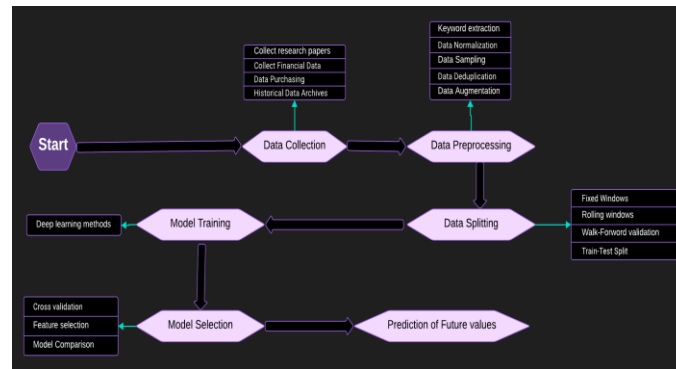 Keyword extraction
Data Normalization
Data Sampling
Data Deduplication
Data Augmentation
Collect research papers
Collect Financial Data
Data Purchasing
Historical Data Archives
Start
Data Collection
Data Preprocessing
Fixed Windows
Rolling windows
Walk-Forword validation
Train-Test Split
Deep learning methods
Model Training
Data Splitting
Cross validation
Feature selection
Model Comparison
Model Selection
Prediction of Future values